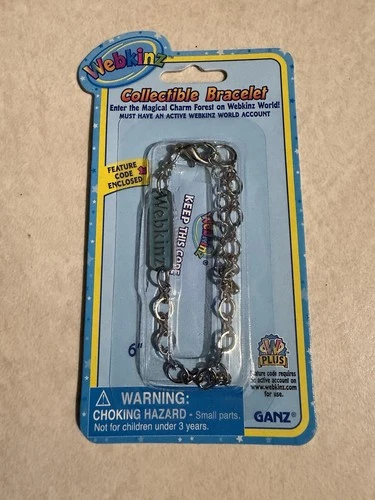 Webkinz
Collectible Bracelet
Enter the Magical Charm Forest on Webkinz World!
MUST HAVE AN ACTIVE WEBKINZ WORLD ACCOUNT
FEATURE
CODE
ENCLOSED
Webkinz
KEEP THIS CODE
Webkinz
6"
W
PLUS
Feature code requires
an active account on
www.webkinz.com
for use.
WARNING:
CHOKING HAZARD - Small parts.
Not for children under 3 years.
GANZ